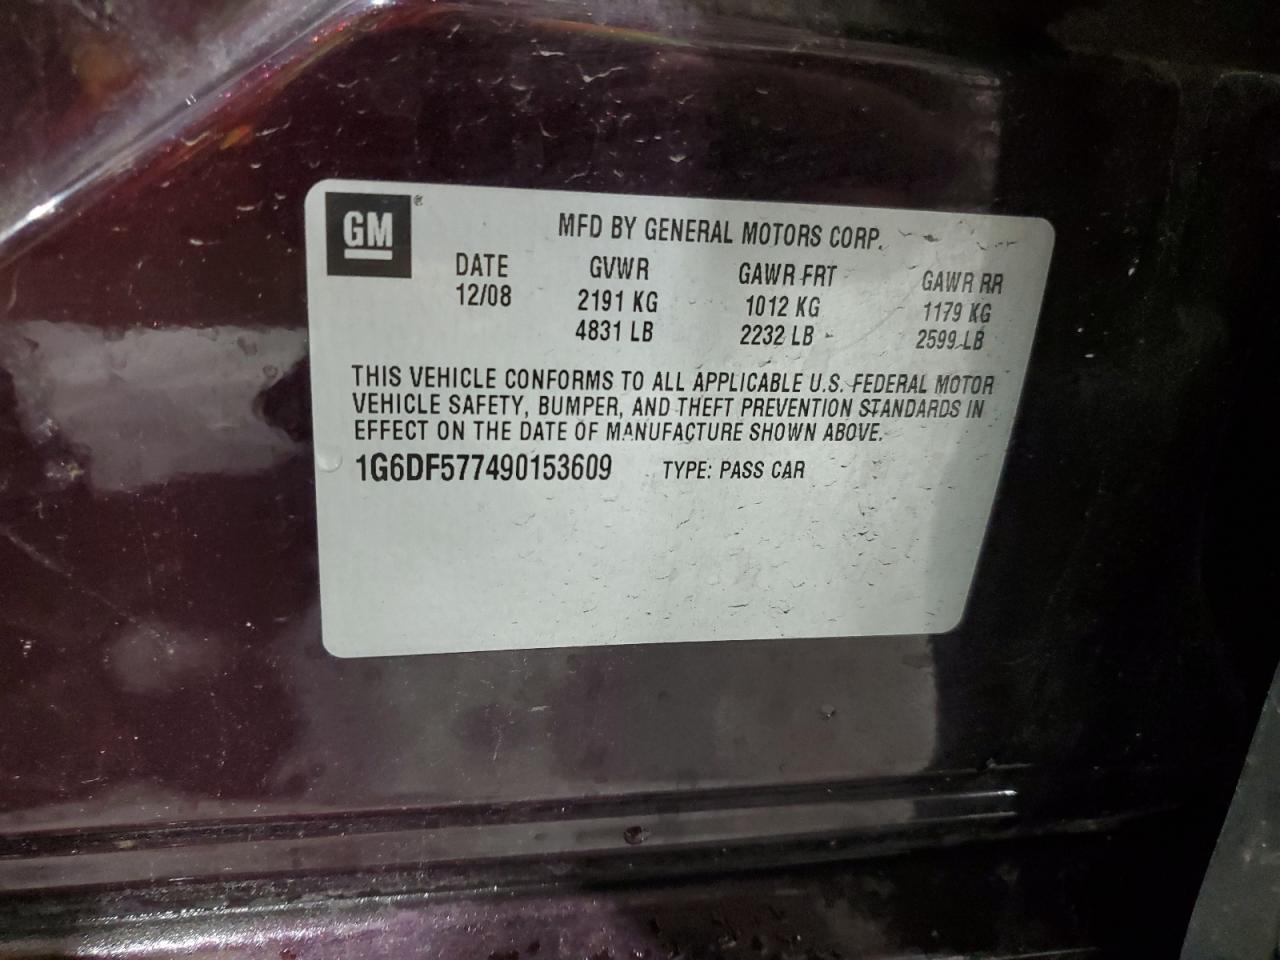 GM®
MFD BY GENERAL MOTORS CORP.
DATE GVWR GAWR FRT GAWR RR
12/08 2191 KG 1012 KG 1179 KG
4831 LB 2232 LB 2599 LB
THIS VEHICLE CONFORMS TO ALL APPLICABLE U.S. FEDERAL MOTOR
VEHICLE SAFETY, BUMPER, AND THEFT PREVENTION STANDARDS IN
EFFECT ON THE DATE OF MANUFACTURE SHOWN ABOVE.
1G6DF577490153609 TYPE: PASS CAR